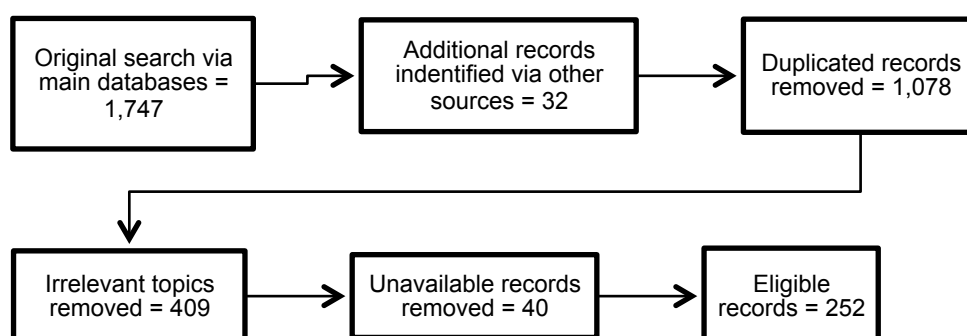 Original search via
main databases =
1,747
Additional records
indentified via other
sources = 32
Duplicated records
removed = 1,078
Irrelevant topics
removed = 409
Unavailable records
removed = 40
Eligible
records = 252